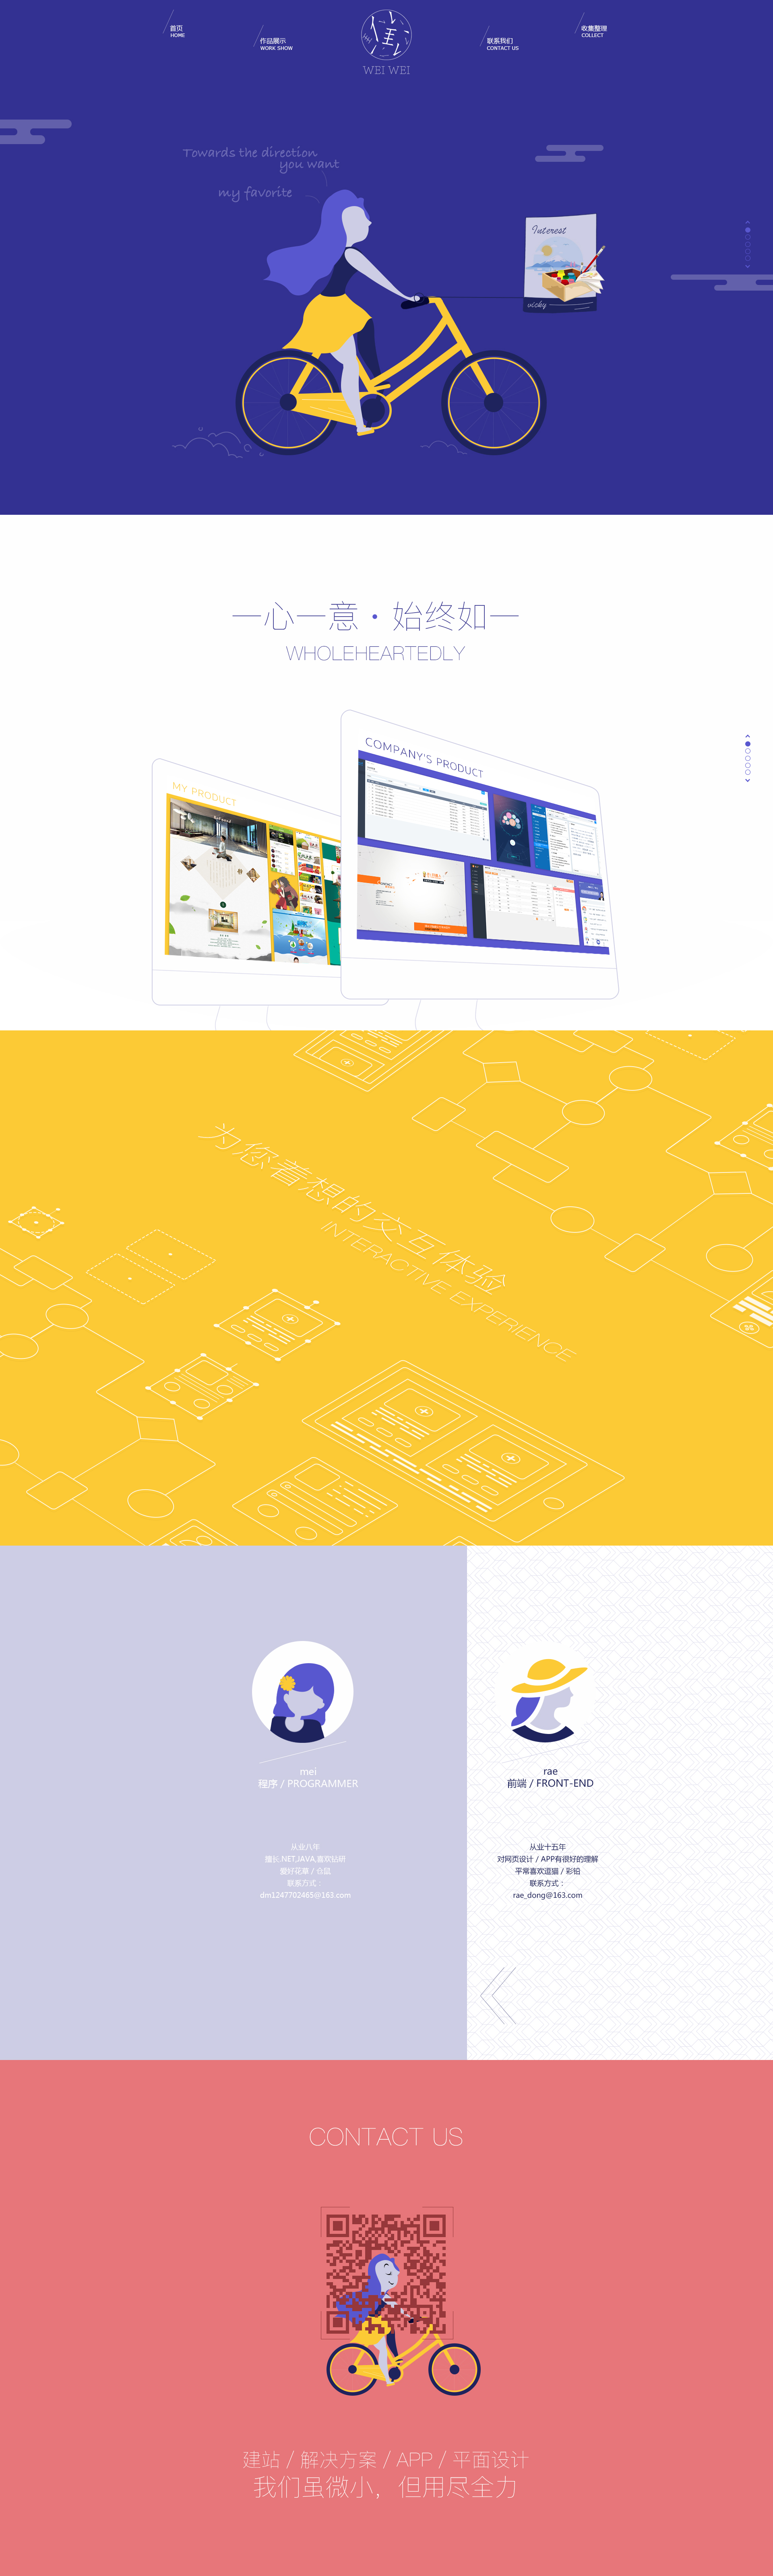 首页
HOME
作品展示
WORK SHOW
WEI WEI
联系我们
CONTACT US
收集整理
COLLECT
Towards the direction
you want
my favorite
Interest
vicky
一心一意·始终如一
WHOLEHEARTEDLY
MY PRODUCT
COMPANY'S PRODUCT
为您着想的交互体验
INTERACTIVE EXPERIENCE
mei
程序 / PROGRAMMER
从业八年
擅长.NET,JAVA,喜欢钻研
爱好花草 / 众筹
联系方式：
dm1247702465@163.com
rae
前端 / FRONT-END
从业十五年
对网页设计 / APP有很好的理解
平常喜欢逗猫 / 彩铅
联系方式：
rae_dong@163.com
CONTACT US
建站 / 解决方案 / APP / 平面设计
我们虽微小，但用尽全力